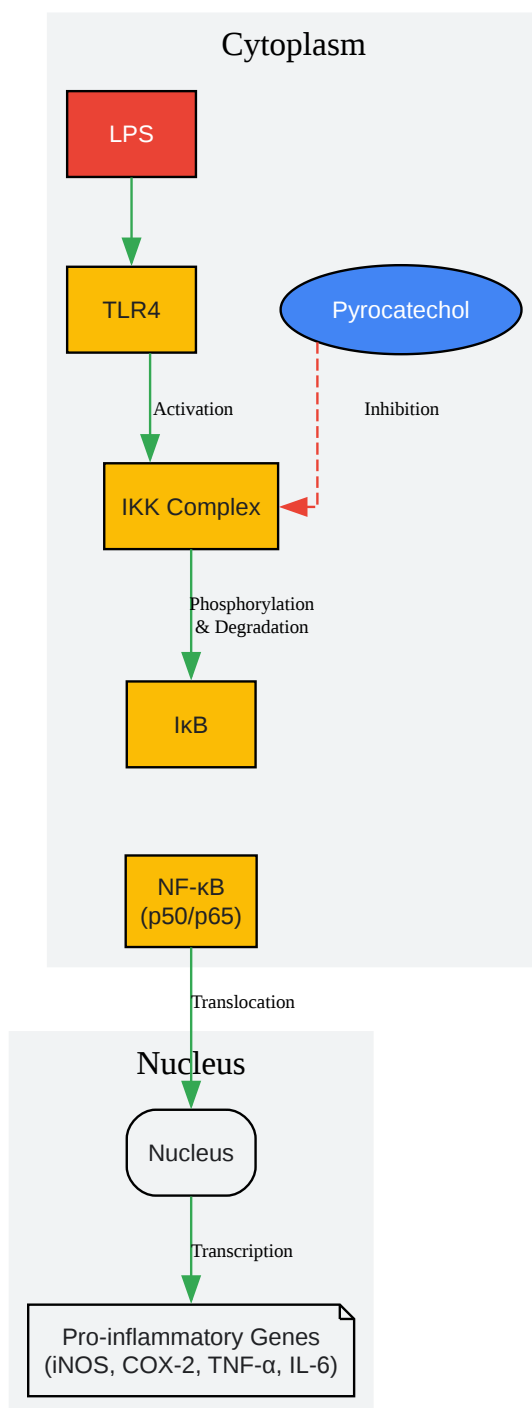 Cytoplasm
LPS
TLR4
Pyrocatechol
Activation
Inhibition
IKK Complex
Phosphorylation
& Degradation
IκB
NF-κB
(p50/p65)
Translocation
Nucleus
Nucleus
Transcription
Pro-inflammatory Genes
(iNOS, COX-2, TNF-α, IL-6)